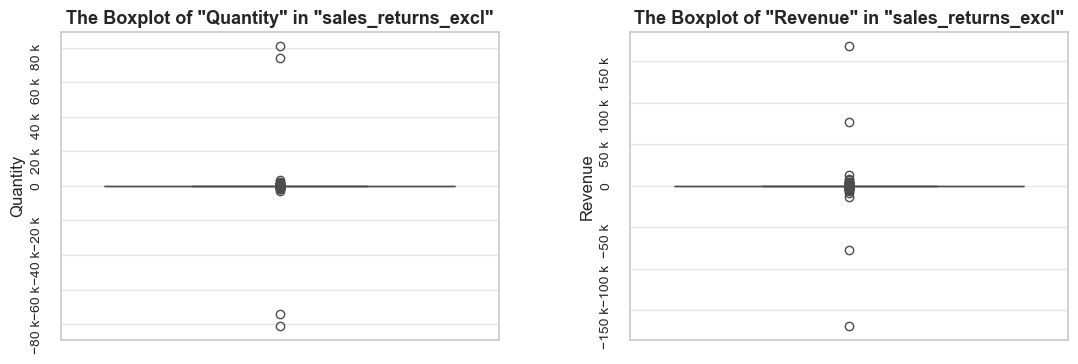 The Boxplot of "Quantity" in "sales_returns_excl"
80 k
60 k
40 k
20 k
0
−20 k
−40 k
−60 k
−80 k
Quantity
The Boxplot of "Revenue" in "sales_returns_excl"
150 k
100 k
50 k
0
−50 k
−100 k
−150 k
Revenue